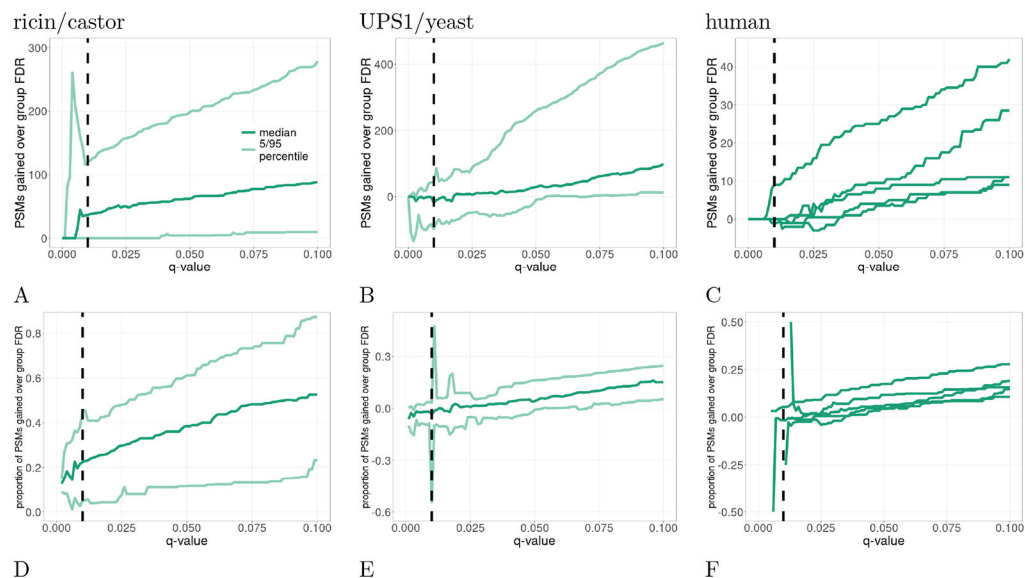 ricin/castor
UPS1/yeast
human
PSMs gained over group FDR
300
200
100
0
0.000
0.025
0.050
0.075
0.100
q-value
median
5/95
percentile
A
PSMs gained over group FDR
400
200
0
0.000
0.025
0.050
0.075
0.100
q-value
B
PSMs gained over group FDR
40
30
20
10
0
0.000
0.025
0.050
0.075
0.100
q-value
C
proportion of PSMs gained over group FDR
0.8
0.6
0.4
0.2
0.0
0.000
0.025
0.050
0.075
0.100
q-value
D
proportion of PSMs gained over group FDR
0.3
0.0
-0.3
-0.6
0.000
0.025
0.050
0.075
0.100
q-value
E
proportion of PSMs gained over group FDR
0.50
0.25
0.00
-0.25
-0.50
0.000
0.025
0.050
0.075
0.100
q-value
F